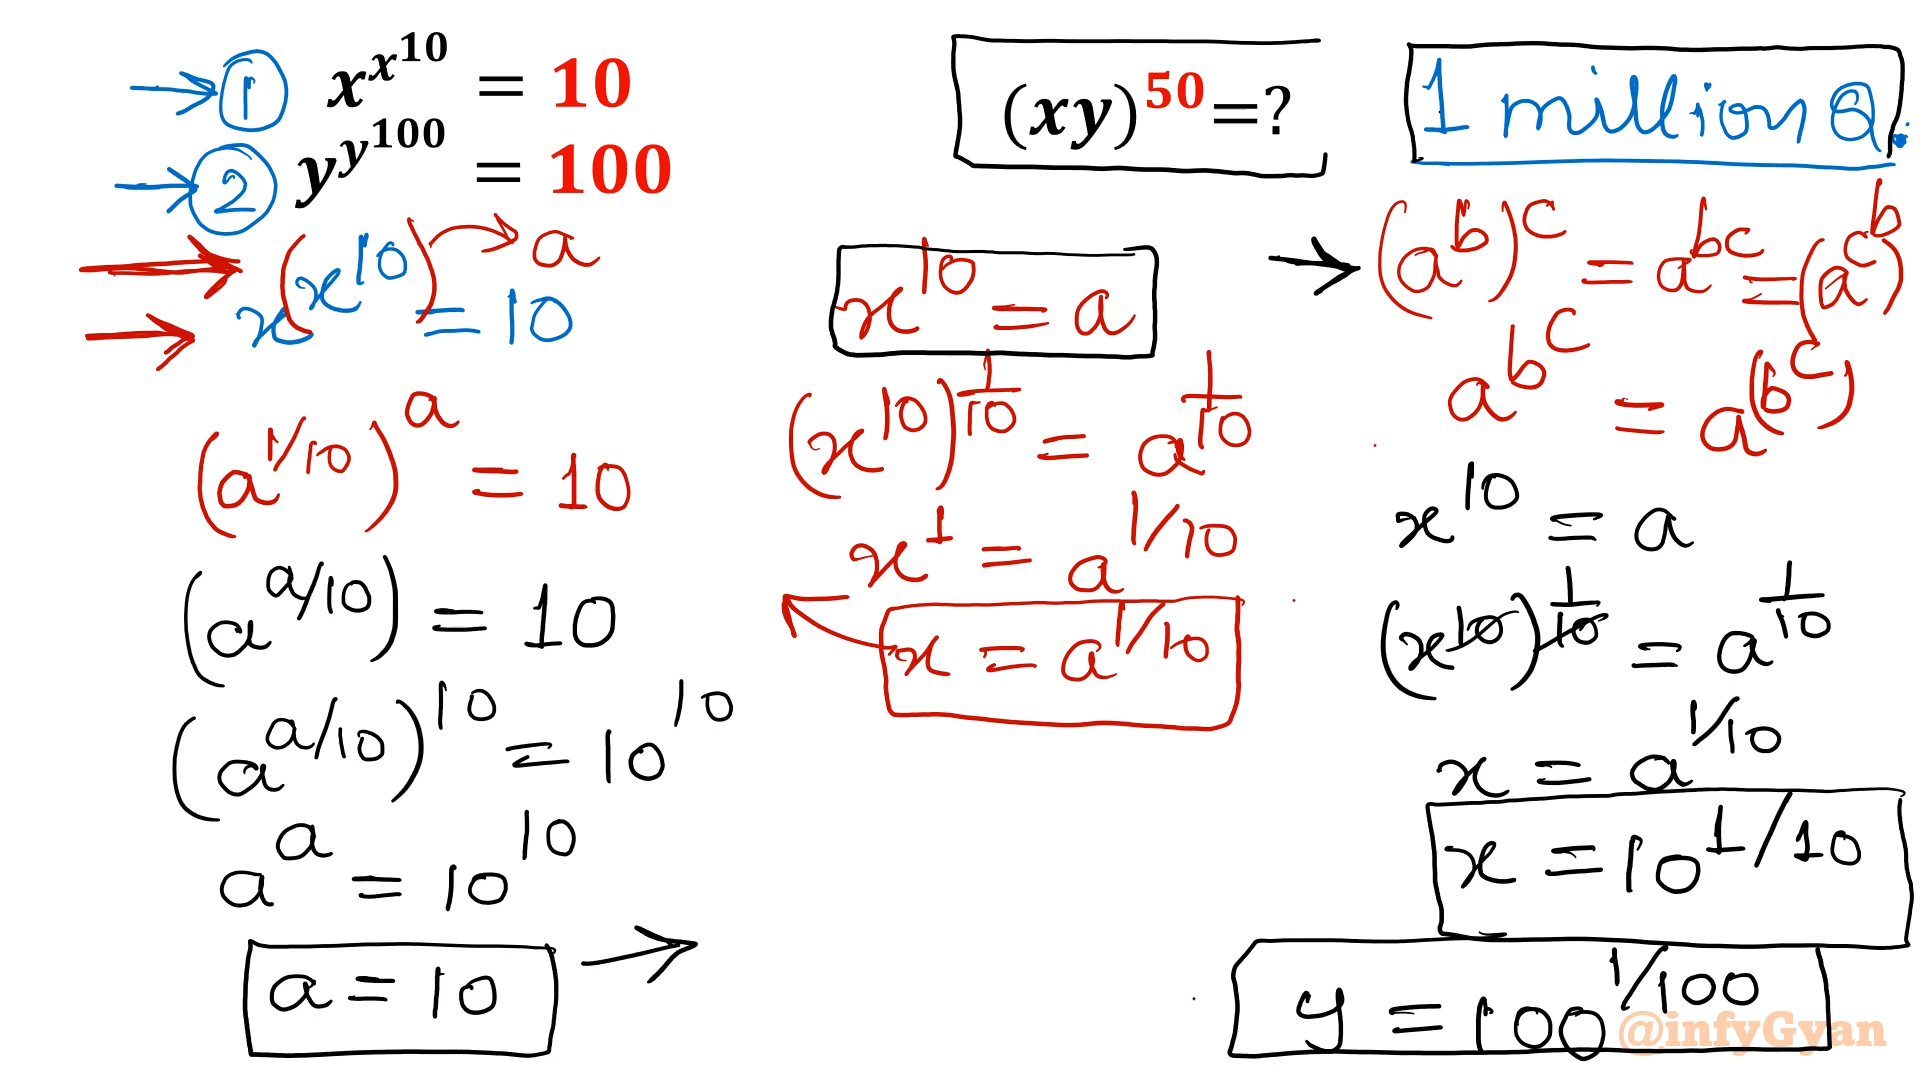 ① x^{x^{10}} = 10
② y^{y^{100}} = 100
(xy)^{50} = ?
1 million Q.
x^{(x^{10})} = 10 → a
(a^{1/10})^a = 10
(a^{a/10}) = 10
(a^{a/10})^{10} = 10^{10}
a^a = 10^{10}
a = 10
x^{10} = a
(x^{10})^{1/10} = a^{1/10}
x^1 = a^{1/10}
x = a^{1/10}
(a^b)^c = a^{bc} = (a^c)^b
a^{b^c} = a^{(b^c)}
x^{10} = a
(x^{10})^{1/10} = a^{1/10}
x = a^{1/10}
x = 10^{1/10}
y = 100^{1/100}
@infyGyan